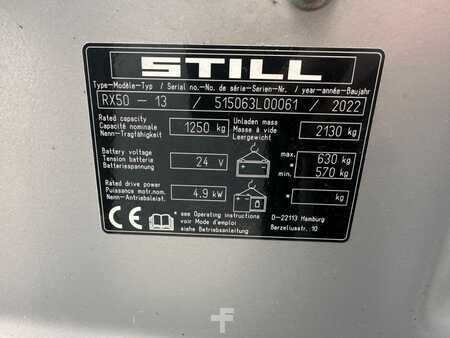 STILL
Type-Modèle-Typ / Serial no.-No. de série-Serien-Nr. / year-année-Baujahr
RX50 - 13 / 515063L00061 / 2022
Rated capacity
Capacité nominale
Nenn-Tragfähigkeit
1250 kg
Unladen mass
Masse à vide
Leergewicht
2130 kg
Battery voltage
Tension batterie
Batteriespannung
24 V
max. 630 kg
*
min. 570 kg
Rated drive power
Puissance motr.nom.
Nenn-Antriebsleist.
4.9 kW
* kg
CE
* see Operating instructions
voir Mode d'emploi
siehe Betriebsanleitung
D-22113 Hamburg
Berzeliusstr. 10